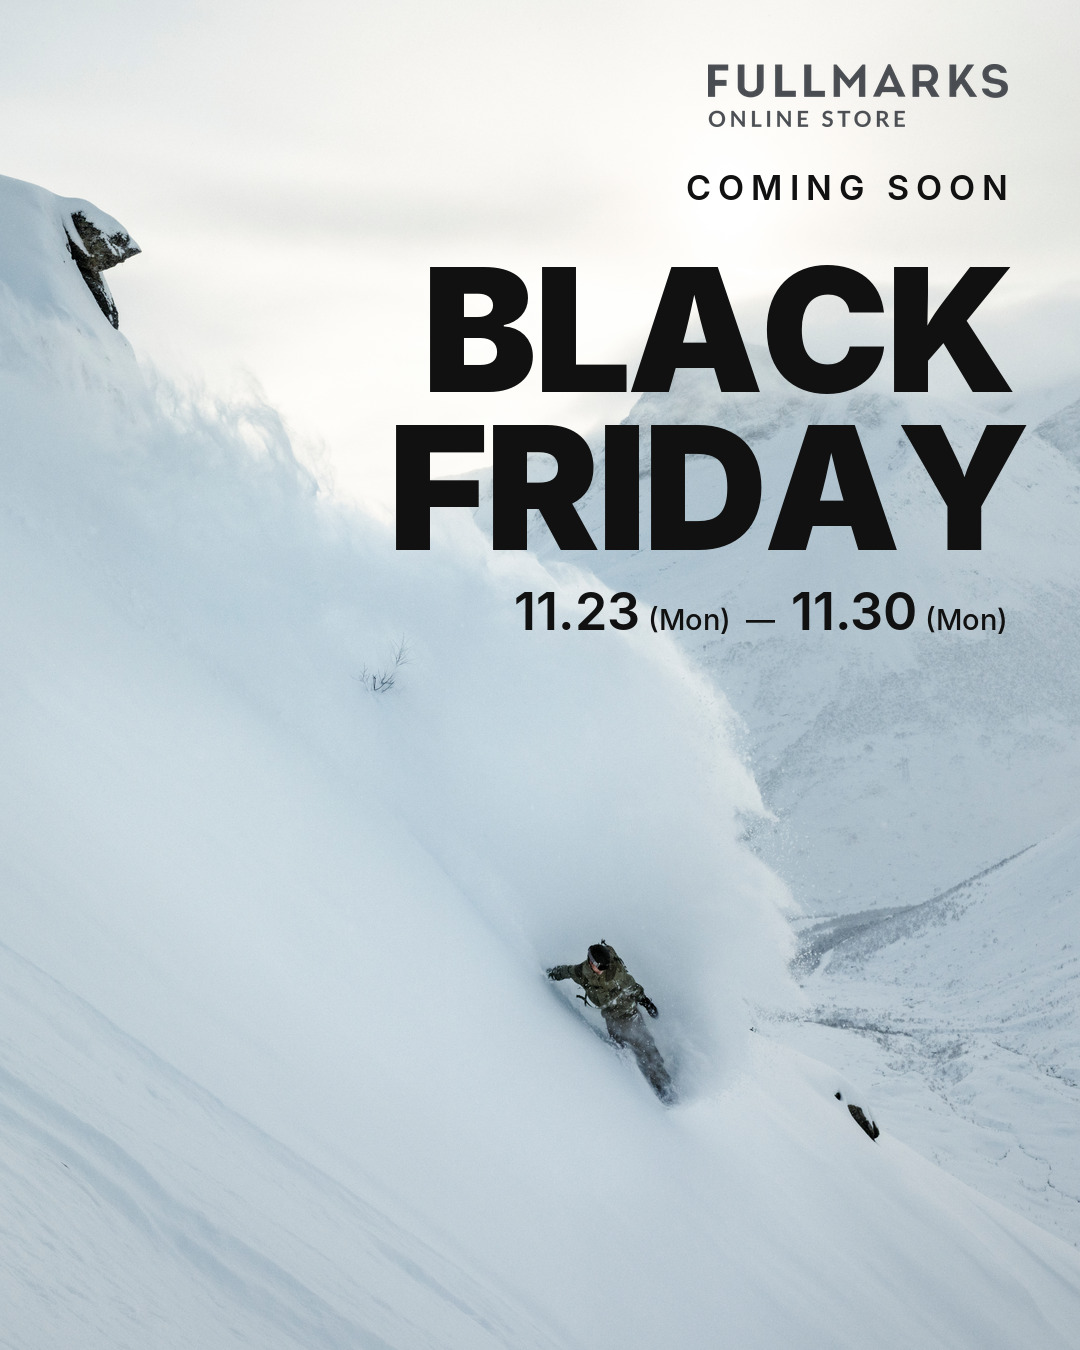 FULLMARKS
ONLINE STORE
COMING SOON
BLACK
FRIDAY
11.23 (Mon) — 11.30 (Mon)